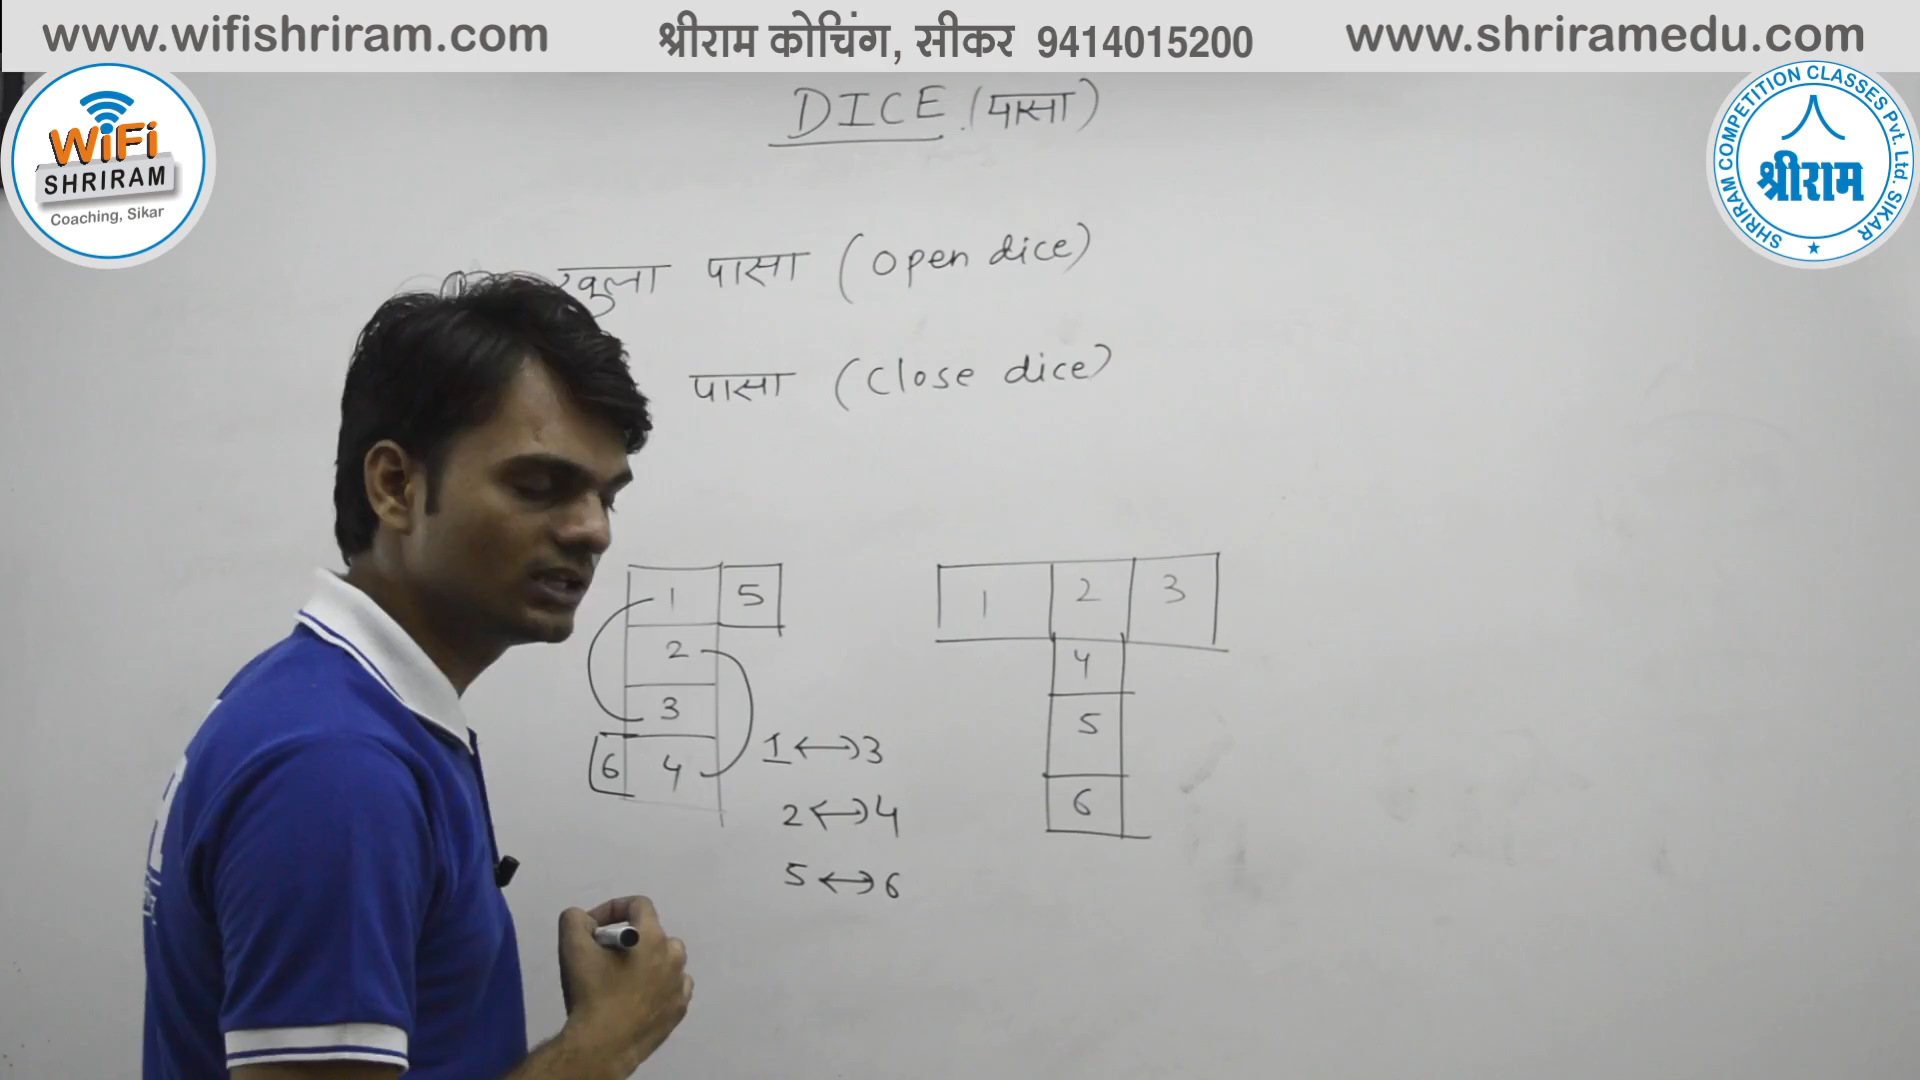 www.wifishriram.com श्रीराम कोचिंग, सीकर 9414015200 www.shriramedu.com
WiFi
SHRIRAM
Coaching, Sikar
SHRIRAM COMPETITION CLASSES Pvt. Ltd. SIKAR
श्रीराम
DICE (पासा)
खुला पासा (open dice)
पासा (close dice)
1 5
2
3
6 4
1 ↔ 3
2 ↔ 4
5 ↔ 6
1 2 3
4
5
6